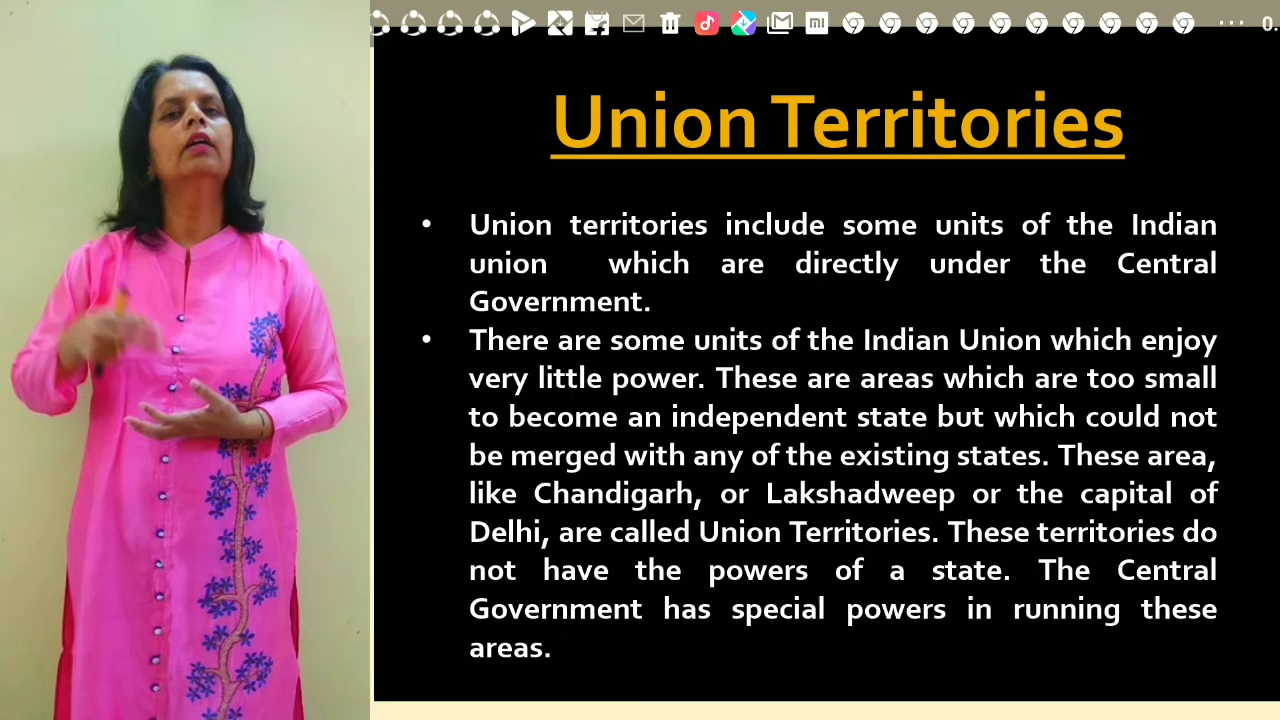 0.
Union Territories
• Union territories include some units of the Indian
union which are directly under the Central
Government.
• There are some units of the Indian Union which enjoy
very little power. These are areas which are too small
to become an independent state but which could not
be merged with any of the existing states. These area,
like Chandigarh, or Lakshadweep or the capital of
Delhi, are called Union Territories. These territories do
not have the powers of a state. The Central
Government has special powers in running these
areas.